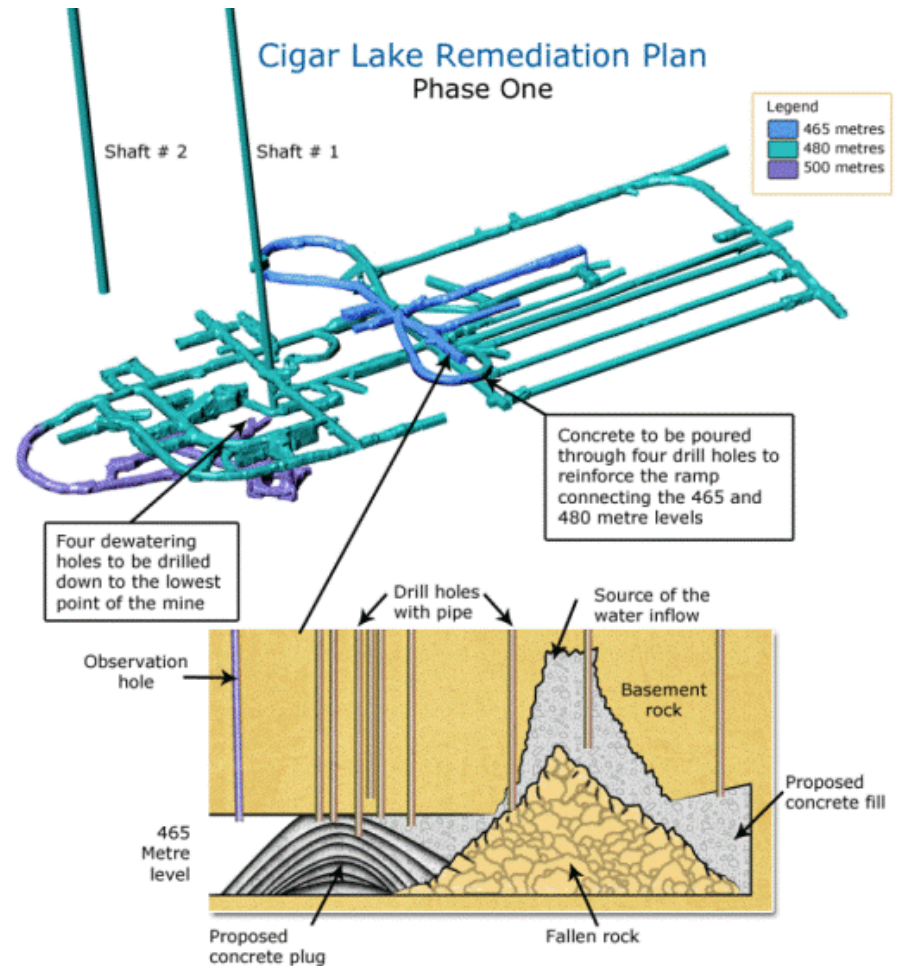 Cigar Lake Remediation Plan
Phase One
Legend
465 metres
480 metres
500 metres
Shaft # 2
Shaft # 1
Concrete to be poured
through four drill holes to
reinforce the ramp
connecting the 465 and
480 metre levels
Four dewatering
holes to be drilled
down to the lowest
point of the mine
Drill holes
with pipe
Source of the
water inflow
Observation
hole
Basement
rock
Proposed
concrete fill
465
Metre
level
Proposed
concrete plug
Fallen rock